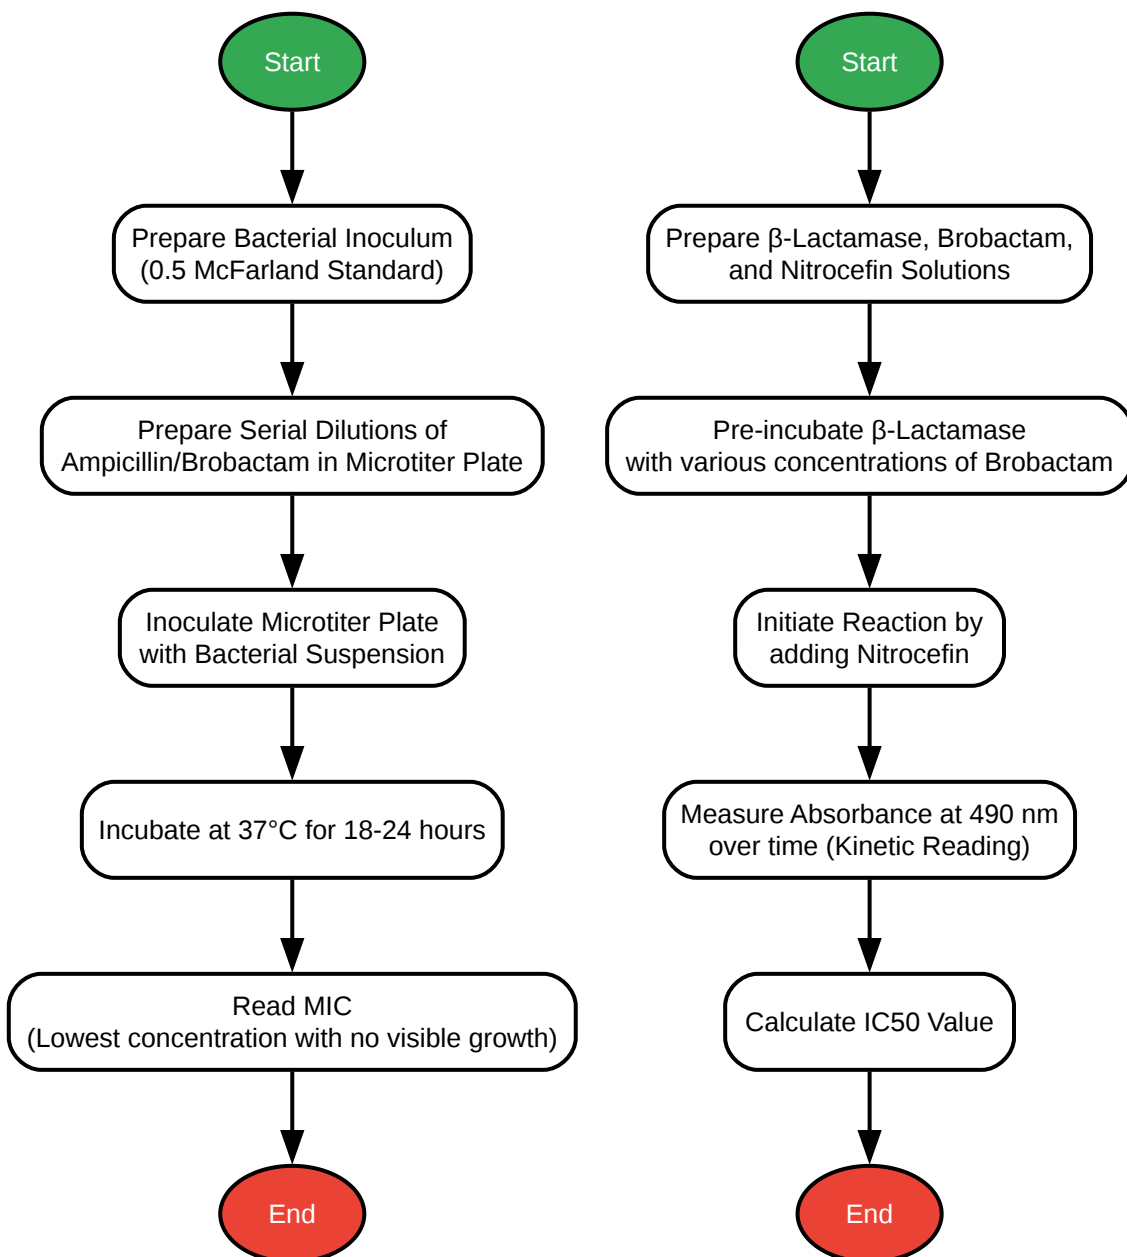 Start
Prepare Bacterial Inoculum
(0.5 McFarland Standard)
Prepare Serial Dilutions of
Ampicillin/Brobactam in Microtiter Plate
Inoculate Microtiter Plate
with Bacterial Suspension
Incubate at 37°C for 18-24 hours
Read MIC
(Lowest concentration with no visible growth)
End
Start
Prepare β-Lactamase, Brobactam,
and Nitrocefin Solutions
Pre-incubate β-Lactamase
with various concentrations of Brobactam
Initiate Reaction by
adding Nitrocefin
Measure Absorbance at 490 nm
over time (Kinetic Reading)
Calculate IC50 Value
End